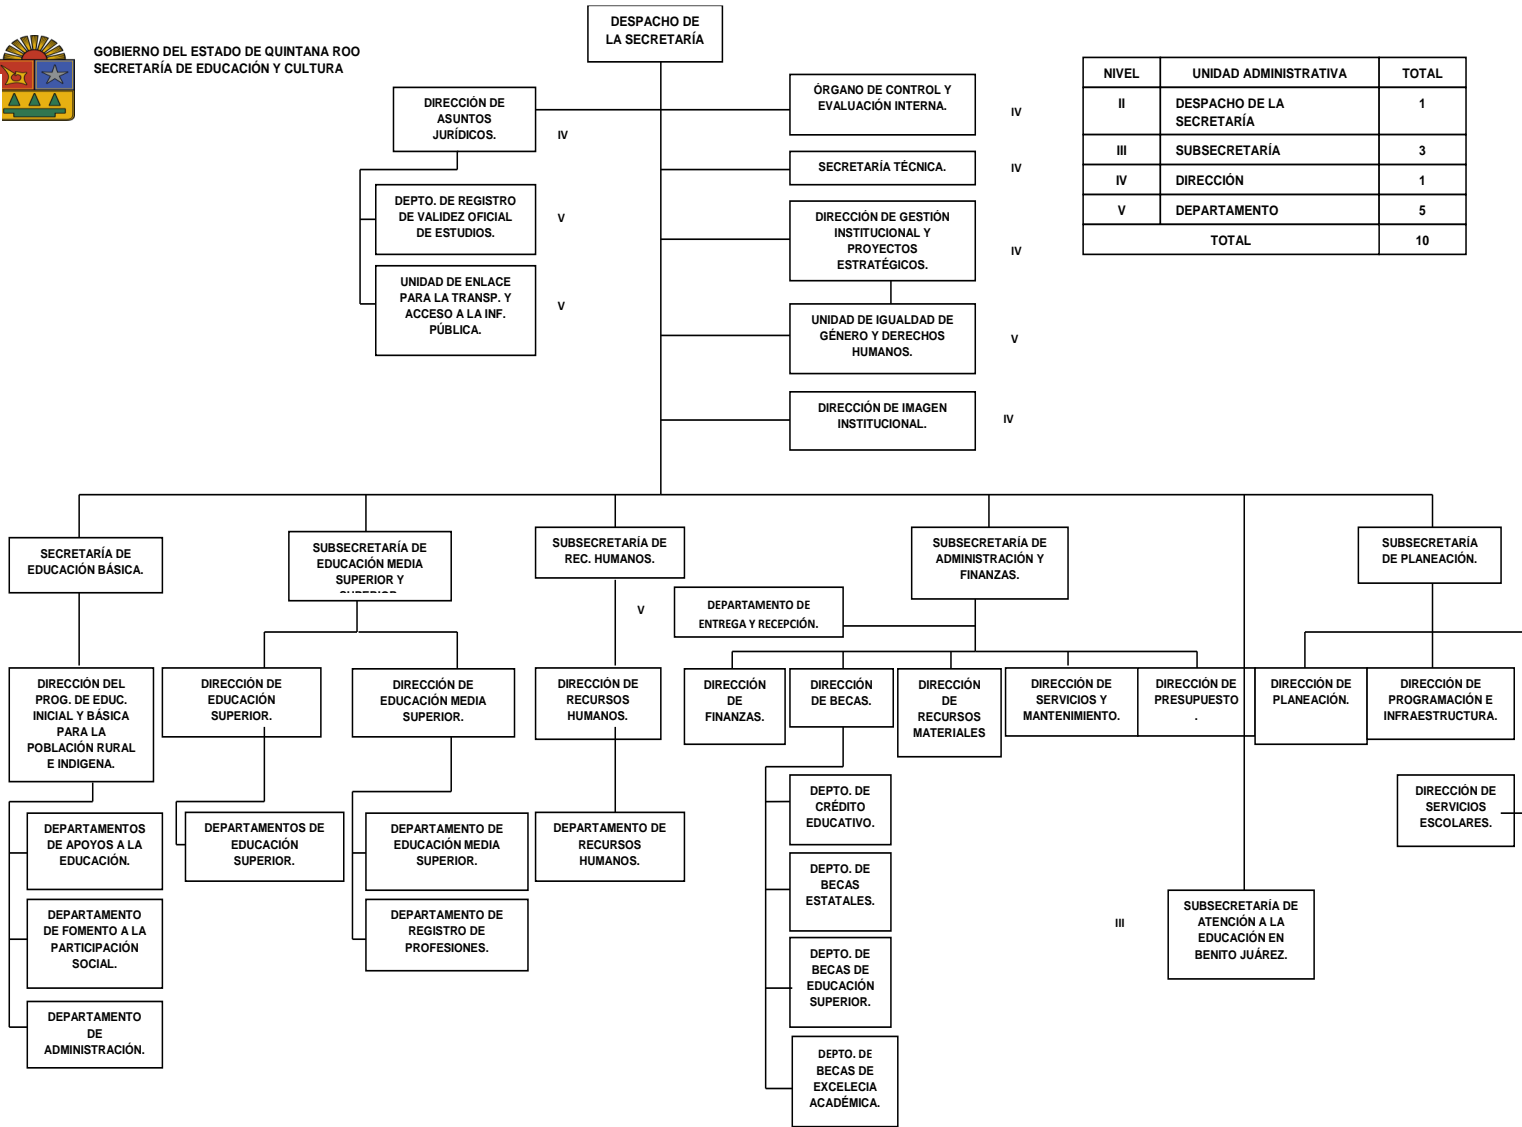 DESPACHO DE
LA SECRETARÍA
GOBIERNO DEL ESTADO DE QUINTANA ROO
SECRETARÍA DE EDUCACIÓN Y CULTURA
NIVEL UNIDAD ADMINISTRATIVA TOTAL
II DESPACHO DE LA SECRETARÍA 1
III SUBSECRETARÍA 3
IV DIRECCIÓN 1
V DEPARTAMENTO 5
TOTAL 10
DIRECCIÓN DE
ASUNTOS
JURÍDICOS.
IV
DEPTO. DE REGISTRO
DE VALIDEZ OFICIAL
DE ESTUDIOS.
V
UNIDAD DE ENLACE
PARA LA TRANSP. Y
ACCESO A LA INF.
PÚBLICA.
V
ÓRGANO DE CONTROL Y
EVALUACIÓN INTERNA.
IV
SECRETARÍA TÉCNICA.
IV
DIRECCIÓN DE GESTIÓN
INSTITUCIONAL Y
PROYECTOS
ESTRATÉGICOS.
IV
UNIDAD DE IGUALDAD DE
GÉNERO Y DERECHOS
HUMANOS.
V
DIRECCIÓN DE IMAGEN
INSTITUCIONAL.
IV
SECRETARÍA DE
EDUCACIÓN BÁSICA.
SUBSECRETARÍA DE
EDUCACIÓN MEDIA
SUPERIOR Y
SUBSECRETARÍA DE
REC. HUMANOS.
SUBSECRETARÍA DE
ADMINISTRACIÓN Y
FINANZAS.
SUBSECRETARÍA
DE PLANEACIÓN.
V
DEPARTAMENTO DE
ENTREGA Y RECEPCIÓN.
DIRECCIÓN DEL
PROG. DE EDUC.
INICIAL Y BÁSICA
PARA LA
POBLACIÓN RURAL
E INDIGENA.
DIRECCIÓN DE
EDUCACIÓN
SUPERIOR.
DIRECCIÓN DE
EDUCACIÓN MEDIA
SUPERIOR.
DIRECCIÓN DE
RECURSOS
HUMANOS.
DIRECCIÓN
DE
FINANZAS.
DIRECCIÓN
DE BECAS.
DIRECCIÓN
DE
RECURSOS
MATERIALES
DIRECCIÓN DE
SERVICIOS Y
MANTENIMIENTO.
DIRECCIÓN DE
PRESUPUESTO
.
DIRECCIÓN DE
PLANEACIÓN.
DIRECCIÓN DE
PROGRAMACIÓN E
INFRAESTRUCTURA.
DEPARTAMENTOS
DE APOYOS A LA
EDUCACIÓN.
DEPARTAMENTO
DE FOMENTO A LA
PARTICIPACIÓN
SOCIAL.
DEPARTAMENTO
DE
ADMINISTRACIÓN.
DEPARTAMENTOS DE
EDUCACIÓN
SUPERIOR.
DEPARTAMENTO DE
EDUCACIÓN MEDIA
SUPERIOR.
DEPARTAMENTO DE
REGISTRO DE
PROFESIONES.
DEPARTAMENTO DE
RECURSOS
HUMANOS.
DEPTO. DE
CRÉDITO
EDUCATIVO.
DEPTO. DE
BECAS
ESTATALES.
DEPTO. DE
BECAS DE
EDUCACIÓN
SUPERIOR.
DEPTO. DE
BECAS DE
EXCELECIA
ACADÉMICA.
DIRECCIÓN DE
SERVICIOS
ESCOLARES.
III
SUBSECRETARÍA DE
ATENCIÓN A LA
EDUCACIÓN EN
BENITO JUÁREZ.